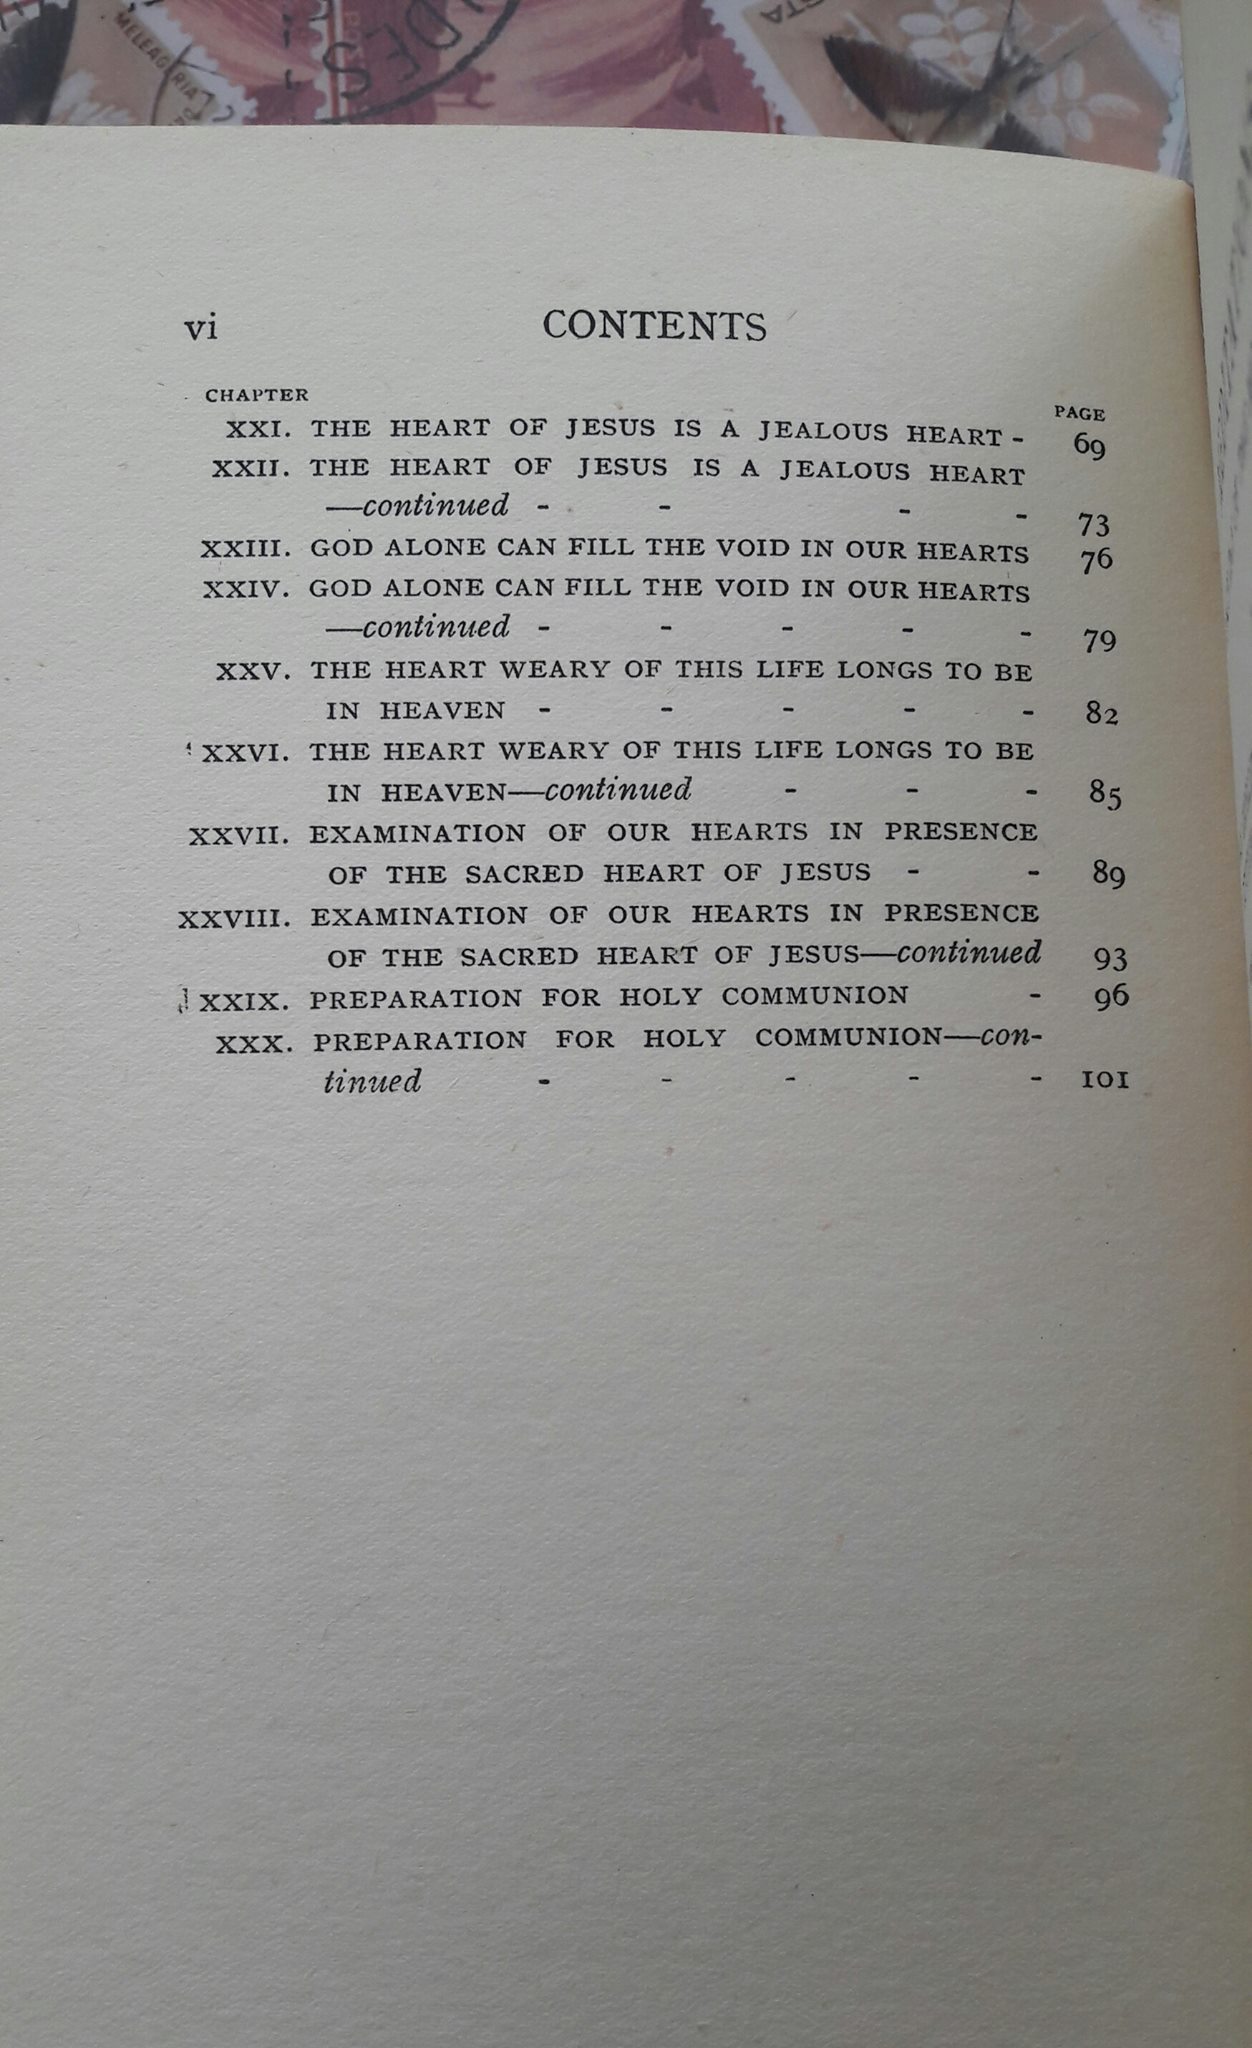 MELEAGRIA
DES
STA
vi CONTENTS
CHAPTER PAGE
XXI. THE HEART OF JESUS IS A JEALOUS HEART - 69
XXII. THE HEART OF JESUS IS A JEALOUS HEART
—continued - - - - 73
XXIII. GOD ALONE CAN FILL THE VOID IN OUR HEARTS 76
XXIV. GOD ALONE CAN FILL THE VOID IN OUR HEARTS
—continued - - - - - 79
XXV. THE HEART WEARY OF THIS LIFE LONGS TO BE
IN HEAVEN - - - - - 82
XXVI. THE HEART WEARY OF THIS LIFE LONGS TO BE
IN HEAVEN—continued - - - 85
XXVII. EXAMINATION OF OUR HEARTS IN PRESENCE
OF THE SACRED HEART OF JESUS - - 89
XXVIII. EXAMINATION OF OUR HEARTS IN PRESENCE
OF THE SACRED HEART OF JESUS—continued 93
XXIX. PREPARATION FOR HOLY COMMUNION - 96
XXX. PREPARATION FOR HOLY COMMUNION—con-
tinued - - - - - 101